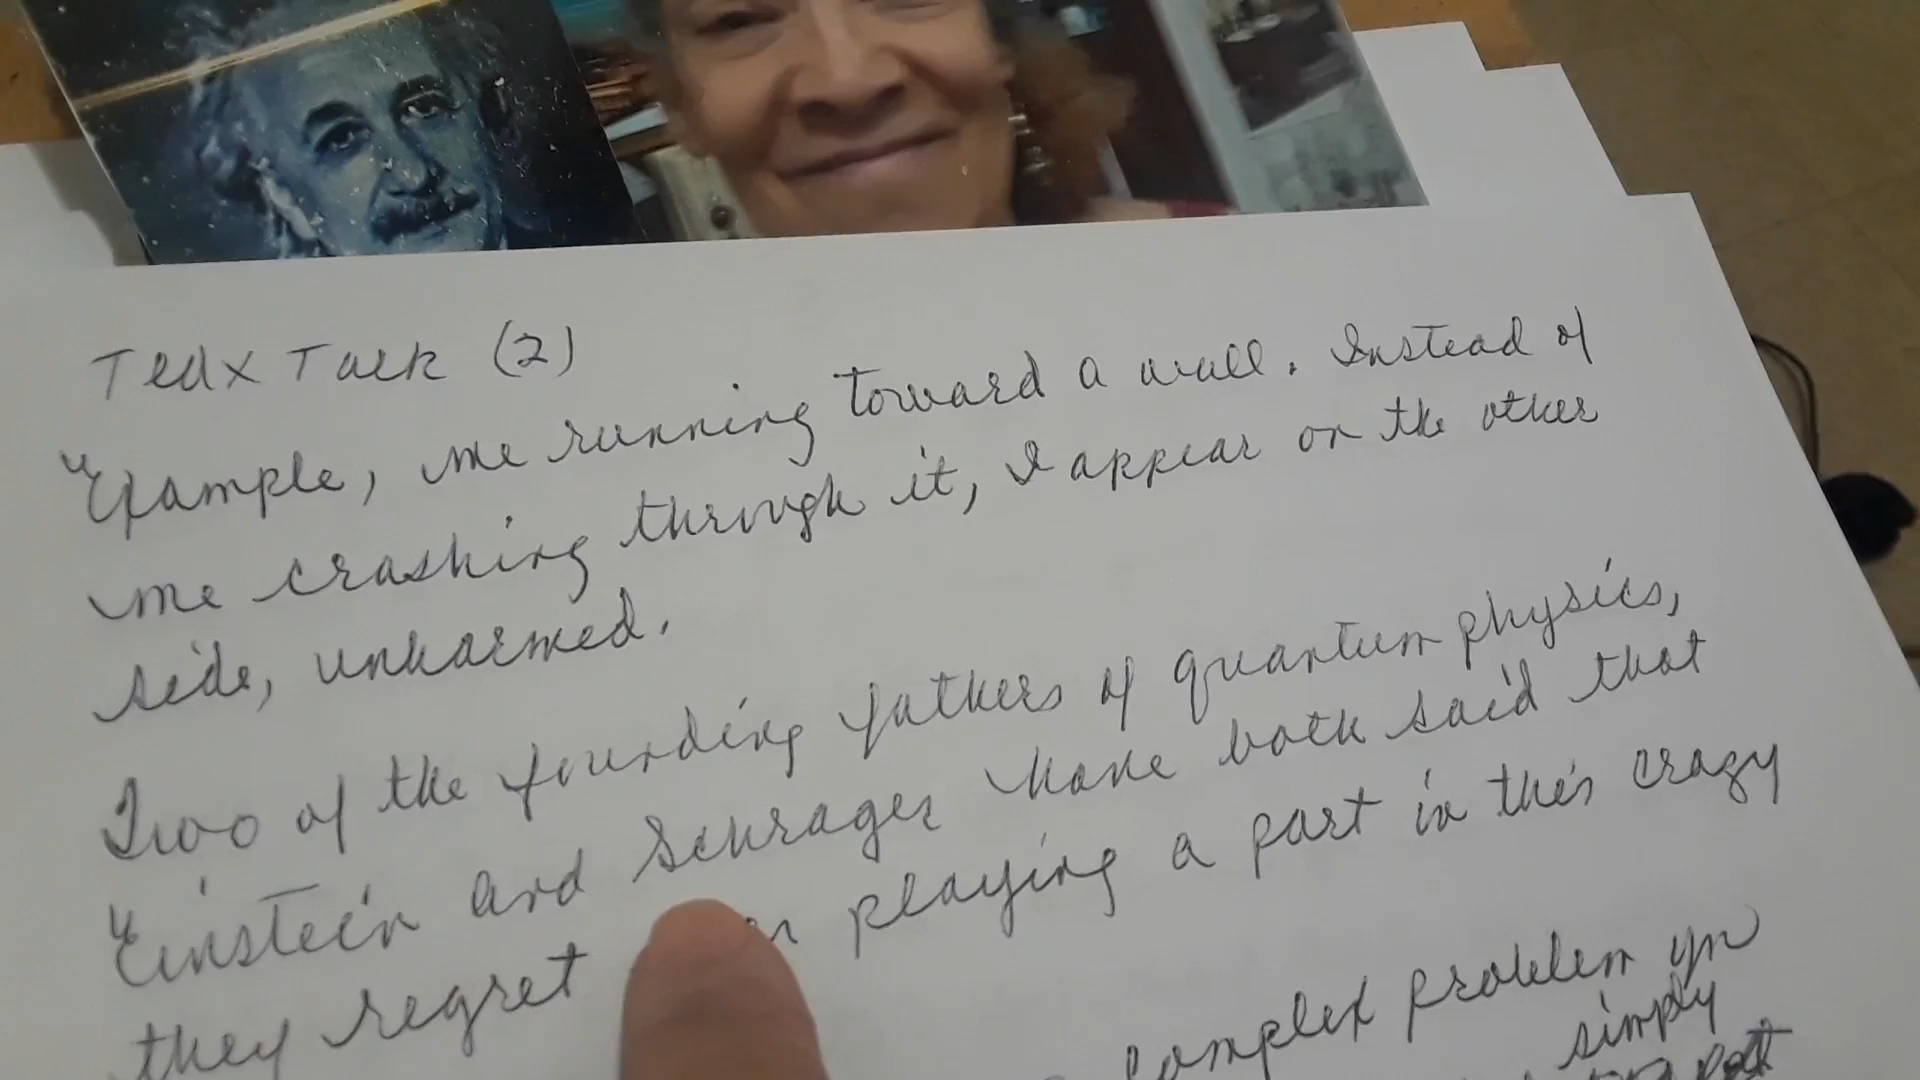 Tedx Talk (2)
Example, me running toward a wall. Instead of
me crashing through it, I appear on the other
side, unharmed.
Two of the founding fathers of quantum physics,
Einstein and have both said that
they regret playing a part in this crazy
complex problem
simply